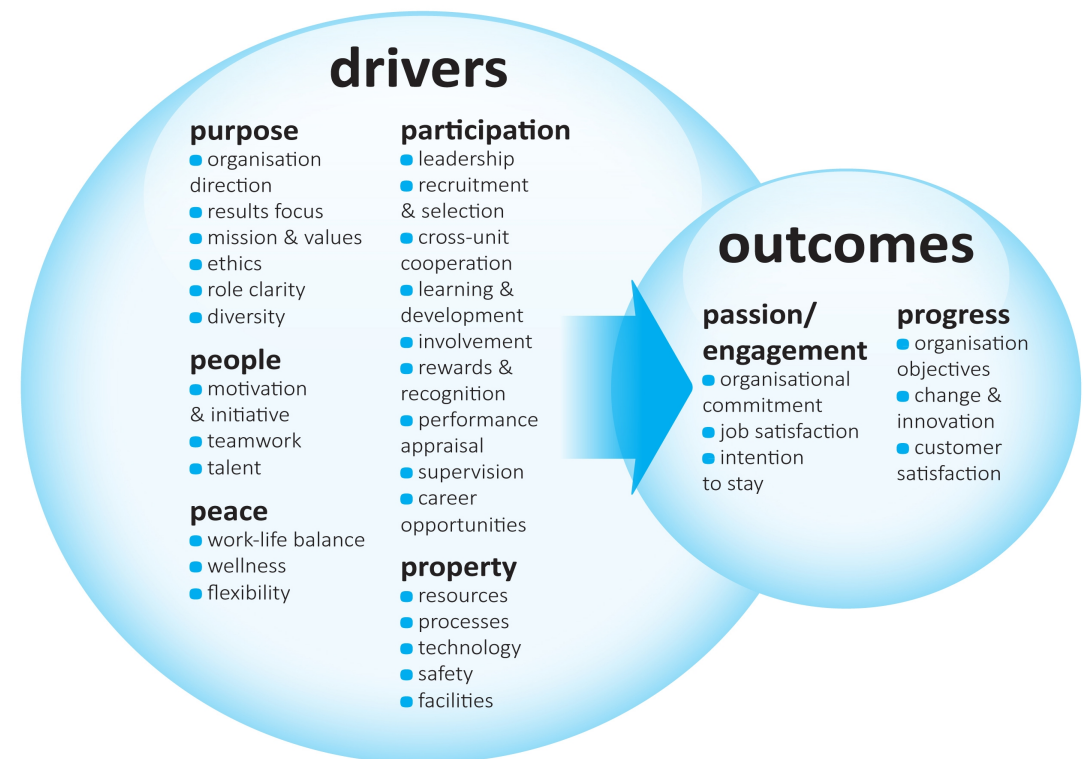 drivers
purpose
organisation
direction
results focus
mission & values
ethics
role clarity
diversity
people
motivation
& initiative
teamwork
talent
peace
work-life balance
wellness
flexibility
participation
leadership
recruitment
& selection
cross-unit
cooperation
learning &
development
involvement
rewards &
recognition
performance
appraisal
supervision
career
opportunities
property
resources
processes
technology
safety
facilities
outcomes
passion/
engagement
organisational
commitment
job satisfaction
intention
to stay
progress
organisation
objectives
change &
innovation
customer
satisfaction